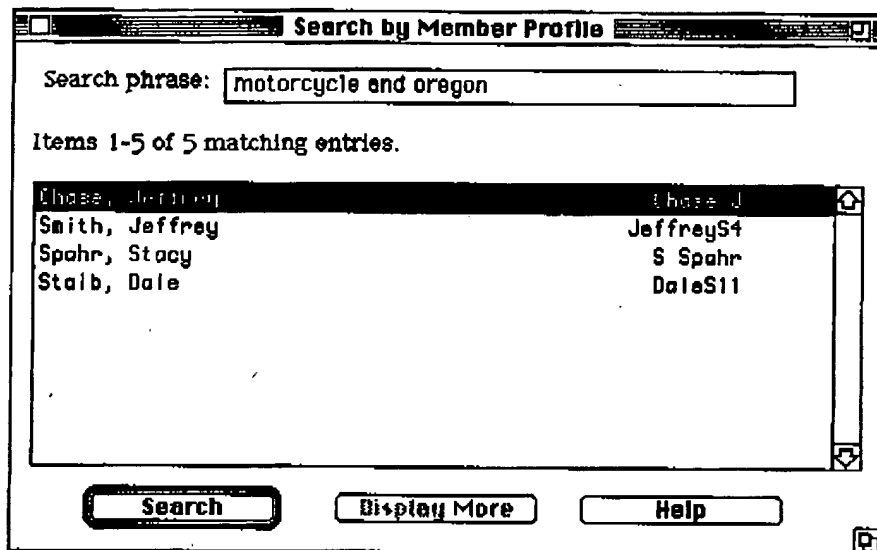 Search by Member Profile
Search phrase: motorcycle and oregon
Items 1-5 of 5 matching entries.
Chase, Jeffrey Chase J
Smith, Jeffrey JeffreyS4
Spahr, Stacy S Spahr
Staib, Dale DaleS11
Search Display More Help